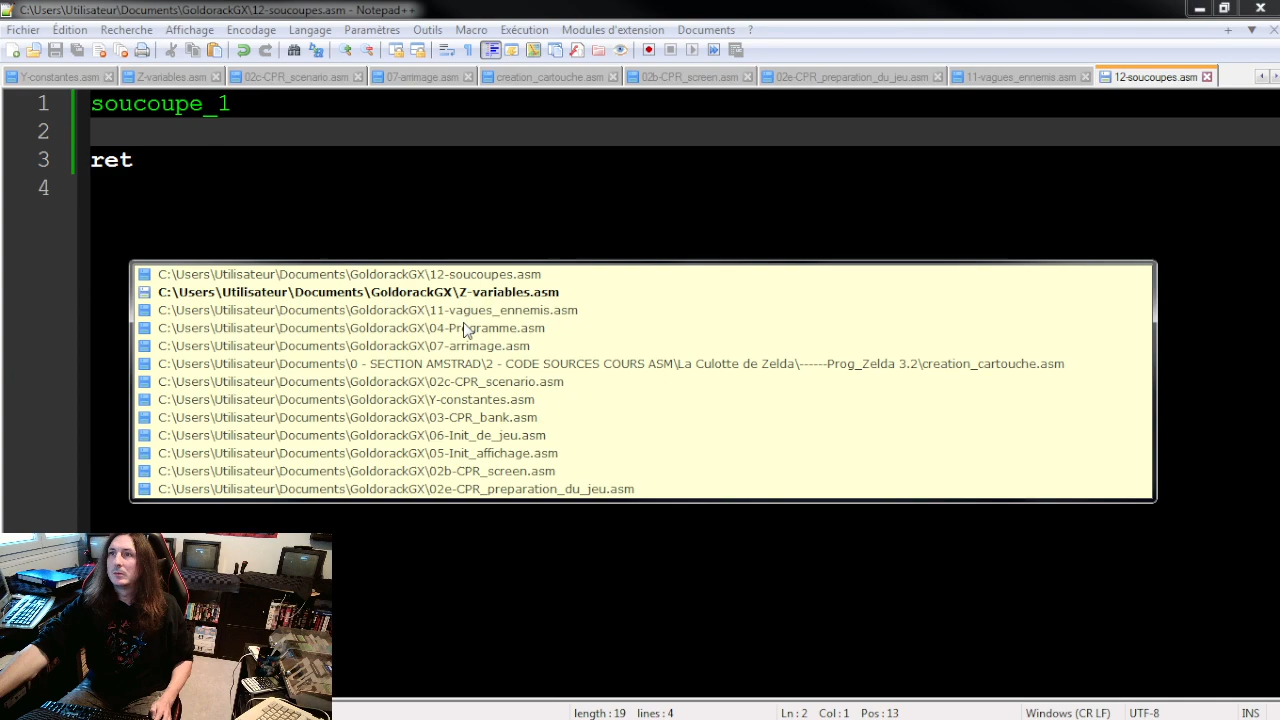 C:\Users\Utilisateur\Documents\GoldorackGX\12-soucoupes.asm - Notepad++
Fichier Édition Recherche Affichage Encodage Langage Paramètres Outils Macro Exécution Modules d'extension Documents ?
Y-constantes.asm Z-variables.asm 02c-CPR_scenario.asm 07-arrimage.asm creation_cartouche.asm 02b-CPR_screen.asm 02e-CPR_preparation_du_jeu.asm 11-vagues_ennemis.asm 12-soucoupes.asm
1 soucoupe_1
2
3 ret
4
C:\Users\Utilisateur\Documents\GoldorackGX\12-soucoupes.asm
C:\Users\Utilisateur\Documents\GoldorackGX\Z-variables.asm
C:\Users\Utilisateur\Documents\GoldorackGX\11-vagues_ennemis.asm
C:\Users\Utilisateur\Documents\GoldorackGX\04-Programme.asm
C:\Users\Utilisateur\Documents\GoldorackGX\07-arrimage.asm
C:\Users\Utilisateur\Documents\0 - SECTION AMSTRAD\2 - CODE SOURCES COURS ASM\La Culotte de Zelda\------Prog_Zelda 3.2\creation_cartouche.asm
C:\Users\Utilisateur\Documents\GoldorackGX\02c-CPR_scenario.asm
C:\Users\Utilisateur\Documents\GoldorackGX\Y-constantes.asm
C:\Users\Utilisateur\Documents\GoldorackGX\03-CPR_bank.asm
C:\Users\Utilisateur\Documents\GoldorackGX\06-Init_de_jeu.asm
C:\Users\Utilisateur\Documents\GoldorackGX\05-Init_affichage.asm
C:\Users\Utilisateur\Documents\GoldorackGX\02b-CPR_screen.asm
C:\Users\Utilisateur\Documents\GoldorackGX\02e-CPR_preparation_du_jeu.asm
length : 19 lines : 4 Ln : 2 Col : 1 Pos : 13 Windows (CR LF) UTF-8 INS